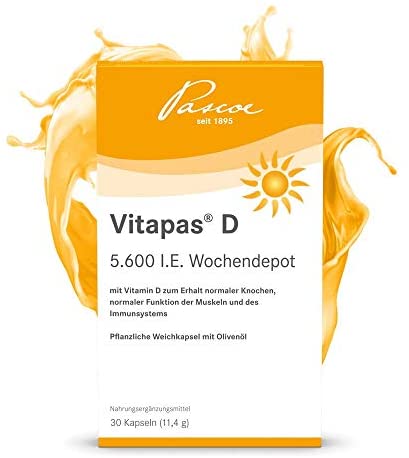 Pascoe
seit 1895
Vitapas® D
5.600 I.E. Wochendepot
mit Vitamin D zum Erhalt normaler Knochen,
normaler Funktion der Muskeln und des
Immunsystems
Pflanzliche Weichkapsel mit Olivenöl
Nahrungsergänzungsmittel
30 Kapseln (11,4 g)